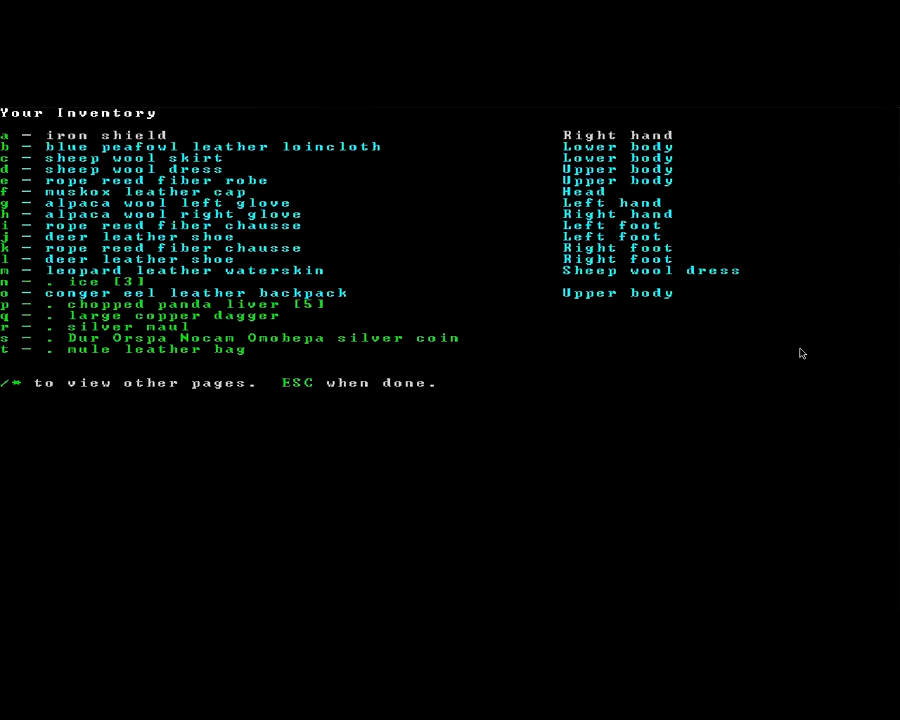 Your Inventory
a - iron shield Right hand
b - blue peafowl leather loincloth Lower body
c - sheep wool skirt Lower body
d - sheep wool dress Upper body
e - rope reed fiber robe Upper body
f - muskox leather cap Head
g - alpaca wool left glove Left hand
h - alpaca wool right glove Right hand
i - rope reed fiber chausse Left foot
j - deer leather shoe Left foot
k - rope reed fiber chausse Right foot
l - deer leather shoe Right foot
m - leopard leather waterskin Sheep wool dress
n - . ice [3]
o - conger eel leather backpack Upper body
p - . chopped panda liver [5]
q - . large copper dagger
r - . silver maul
s - . Dur Orspa Nocam Omobepa silver coin
t - . mule leather bag
/* to view other pages. ESC when done.